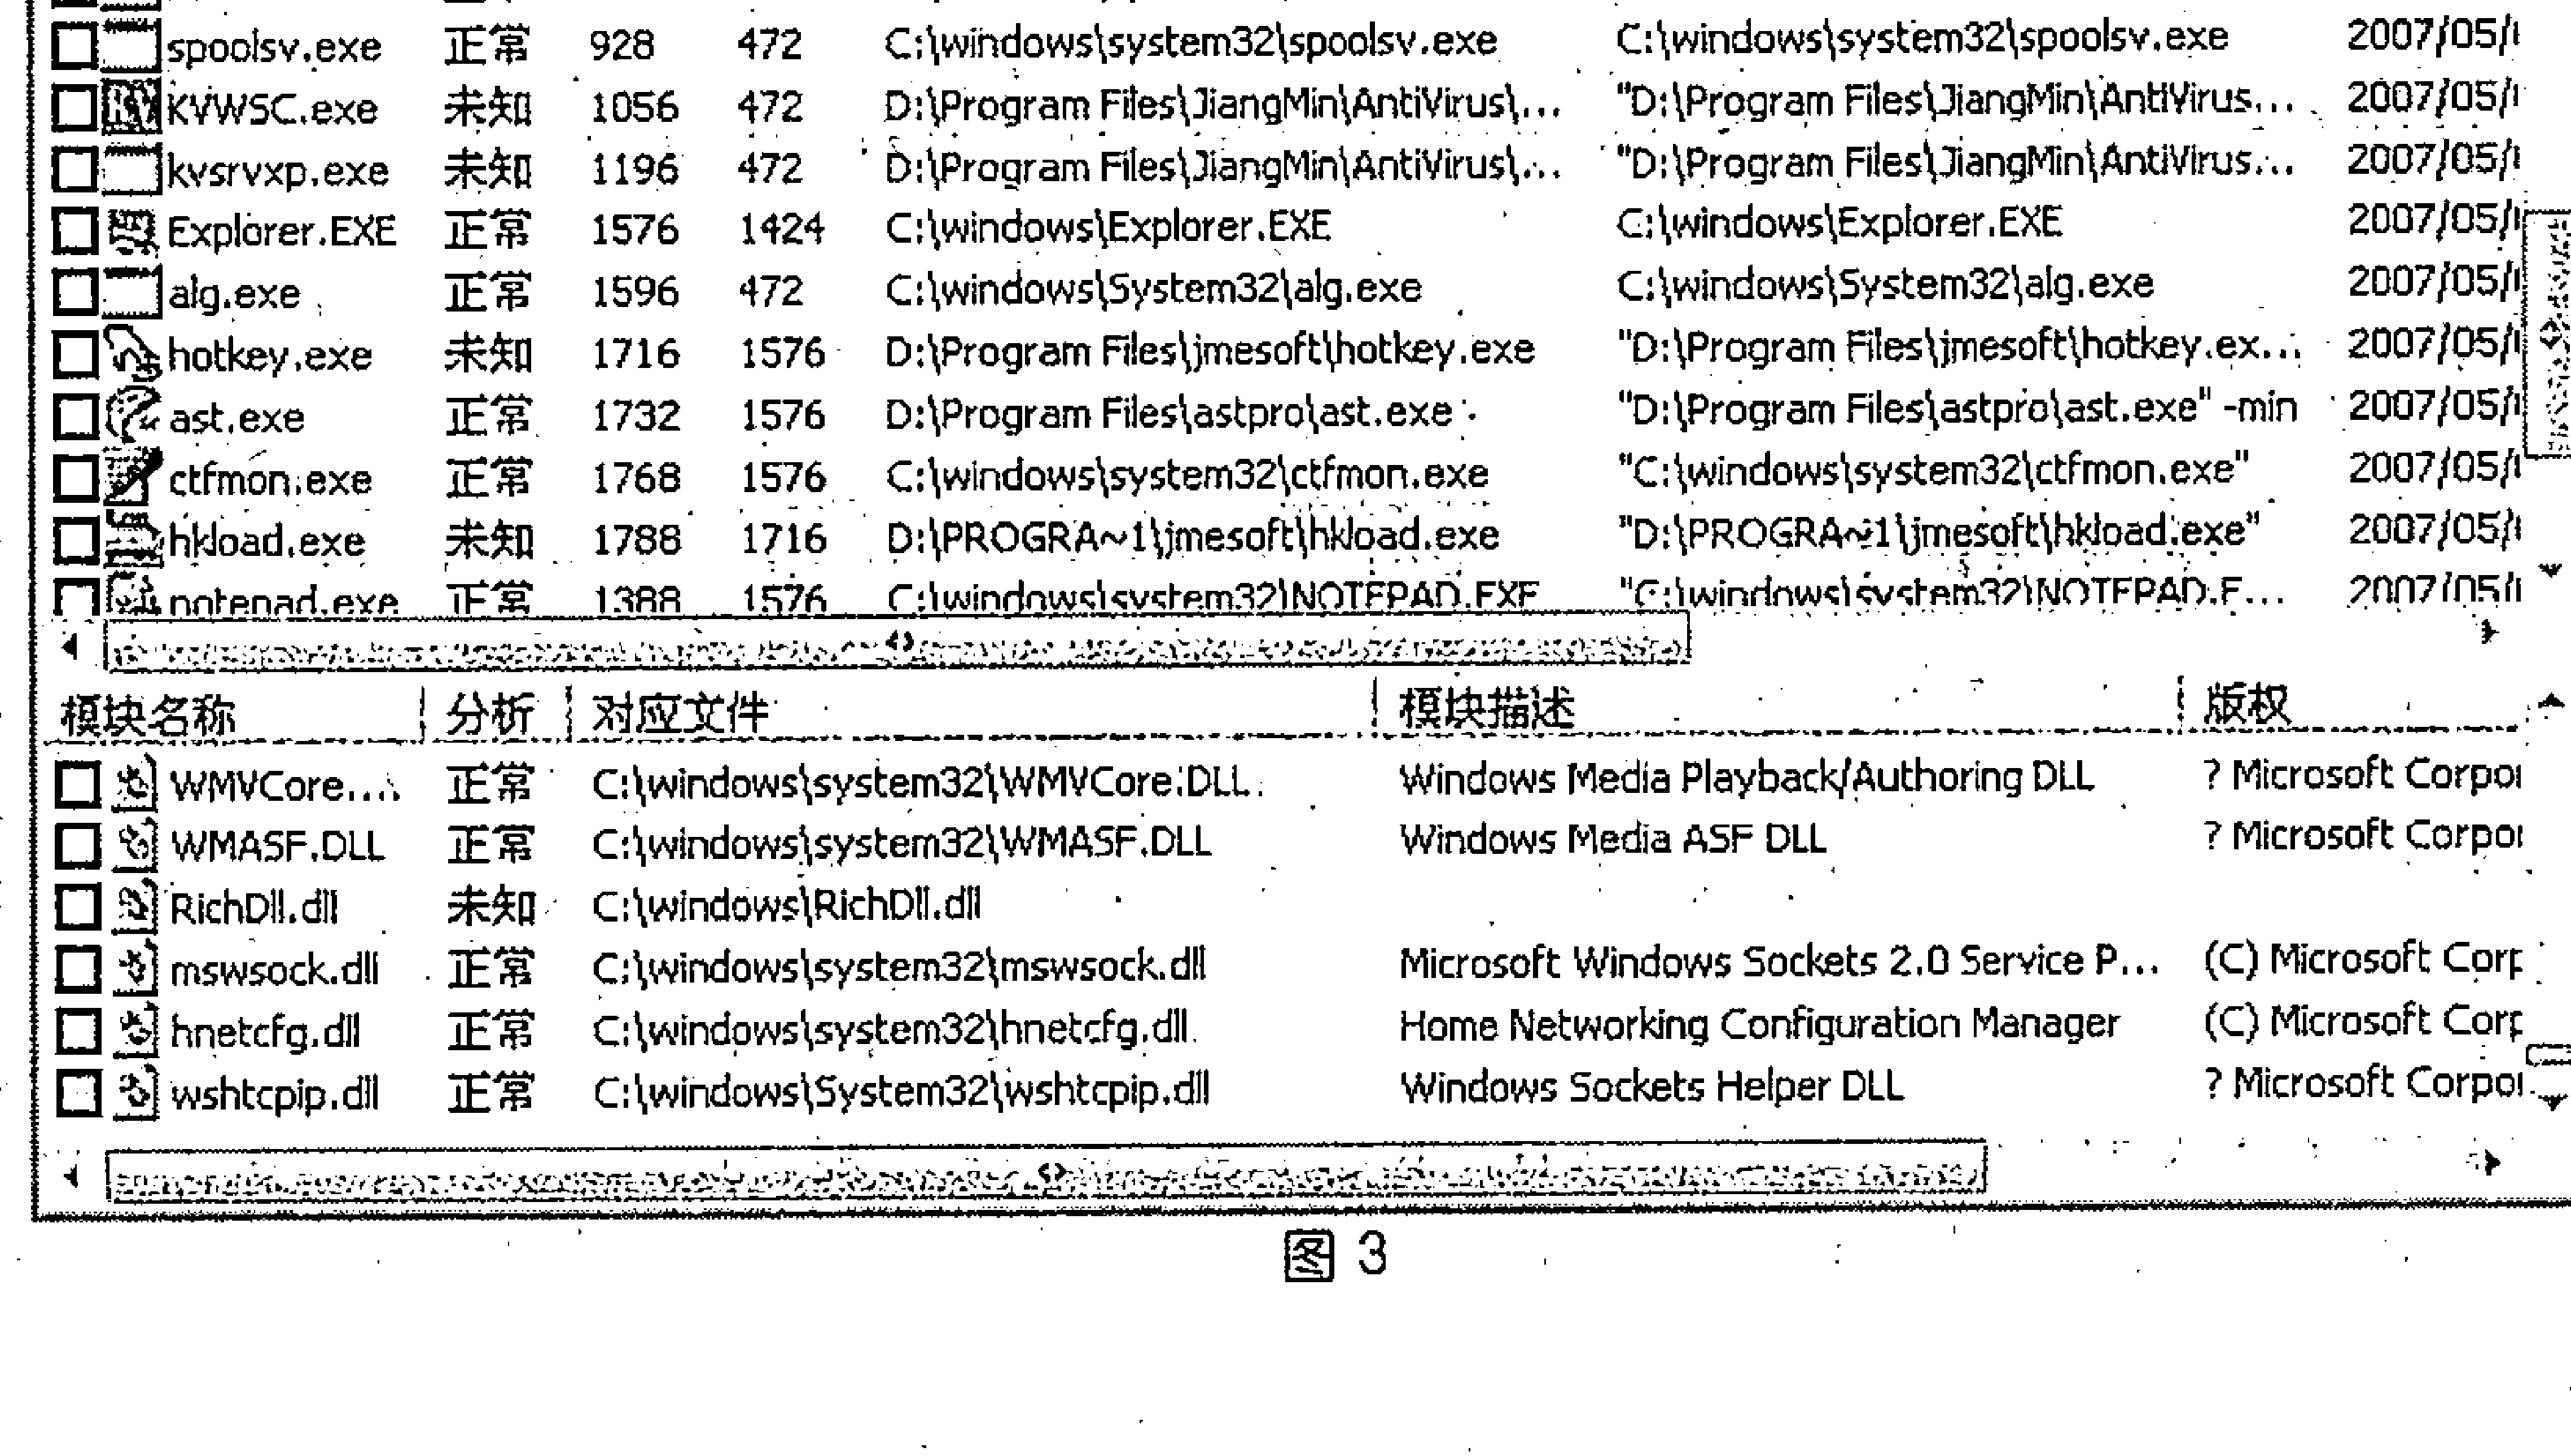 spoolsv.exe 正常 928 472 C:\windows\system32\spoolsv.exe C:\windows\system32\spoolsv.exe 2007/05/
KVWSC.exe 未知 1056 472 D:\Program Files\JiangMin\AntiVirus\... "D:\Program Files\JiangMin\AntiVirus... 2007/05/
kvsrvxp.exe 未知 1196 472 D:\Program Files\JiangMin\AntiVirus\... "D:\Program Files\JiangMin\AntiVirus... 2007/05/
Explorer.EXE 正常 1576 1424 C:\windows\Explorer.EXE C:\windows\Explorer.EXE 2007/05/
alg.exe 正常 1596 472 C:\windows\System32\alg.exe C:\windows\System32\alg.exe 2007/05/
hotkey.exe 未知 1716 1576 D:\Program Files\jmesoft\hotkey.exe "D:\Program Files\jmesoft\hotkey.ex... 2007/05/
ast.exe 正常 1732 1576 D:\Program Files\astpro\ast.exe "D:\Program Files\astpro\ast.exe" -min 2007/05/
ctfmon.exe 正常 1768 1576 C:\windows\system32\ctfmon.exe "C:\windows\system32\ctfmon.exe" 2007/05/
hkload.exe 未知 1788 1716 D:\PROGRA~1\jmesoft\hkload.exe "D:\PROGRA~1\jmesoft\hkload.exe" 2007/05/
notepad.exe 正常 1388 1576 C:\windows\system32\NOTEPAD.EXE "C:\windows\system32\NOTEPAD.E... 2007/05/
模块名称 分析 对应文件 模块描述 版权
WMVCore... 正常 C:\windows\system32\WMVCore.DLL Windows Media Playback/Authoring DLL ? Microsoft Corpor
WMASF.DLL 正常 C:\windows\system32\WMASF.DLL Windows Media ASF DLL ? Microsoft Corpor
RichDll.dll 未知 C:\windows\RichDll.dll
mswsock.dll 正常 C:\windows\system32\mswsock.dll Microsoft Windows Sockets 2.0 Service P... (C) Microsoft Corp
hnetcfg.dll 正常 C:\windows\system32\hnetcfg.dll Home Networking Configuration Manager (C) Microsoft Corp
wshtcpip.dll 正常 C:\windows\System32\wshtcpip.dll Windows Sockets Helper DLL ? Microsoft Corpor
图 3